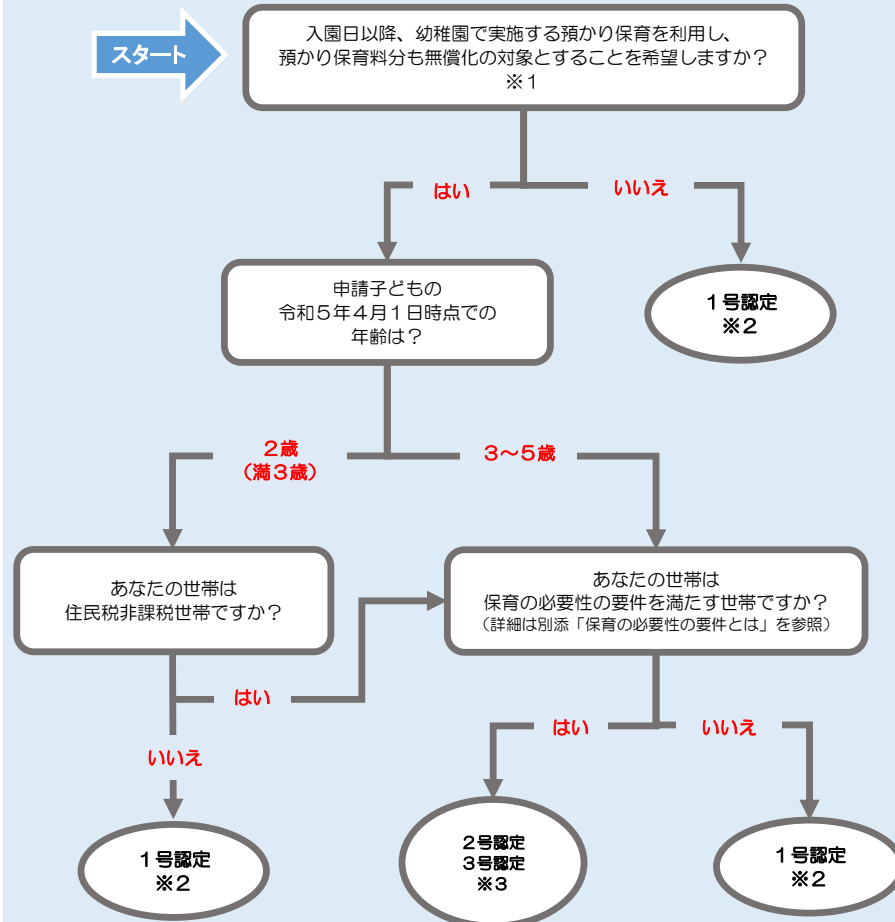 スタート
入園日以降、幼稚園で実施する預かり保育を利用し、
預かり保育料分も無償化の対象とすることを希望しますか？
※１
はい
いいえ
申請子どもの
令和５年４月１日時点での
年齢は？
１号認定
※２
２歳
（満３歳）
３～５歳
あなたの世帯は
住民税非課税世帯ですか？
あなたの世帯は
保育の必要性の要件を満たす世帯ですか？
（詳細は別添「保育の必要性の要件とは」を参照）
はい
はい
いいえ
いいえ
１号認定
※２
２号認定
３号認定
※３
１号認定
※２